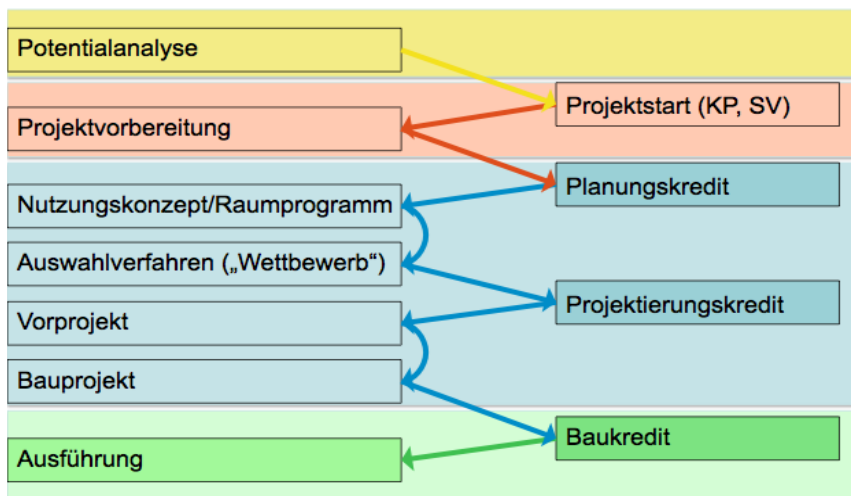 Potentialanalyse
Projektstart (KP, SV)
Projektvorbereitung
Planungskredit
Nutzungskonzept/Raumprogramm
Auswahlverfahren („Wettbewerb“)
Projektierungskredit
Vorprojekt
Bauprojekt
Baukredit
Ausführung